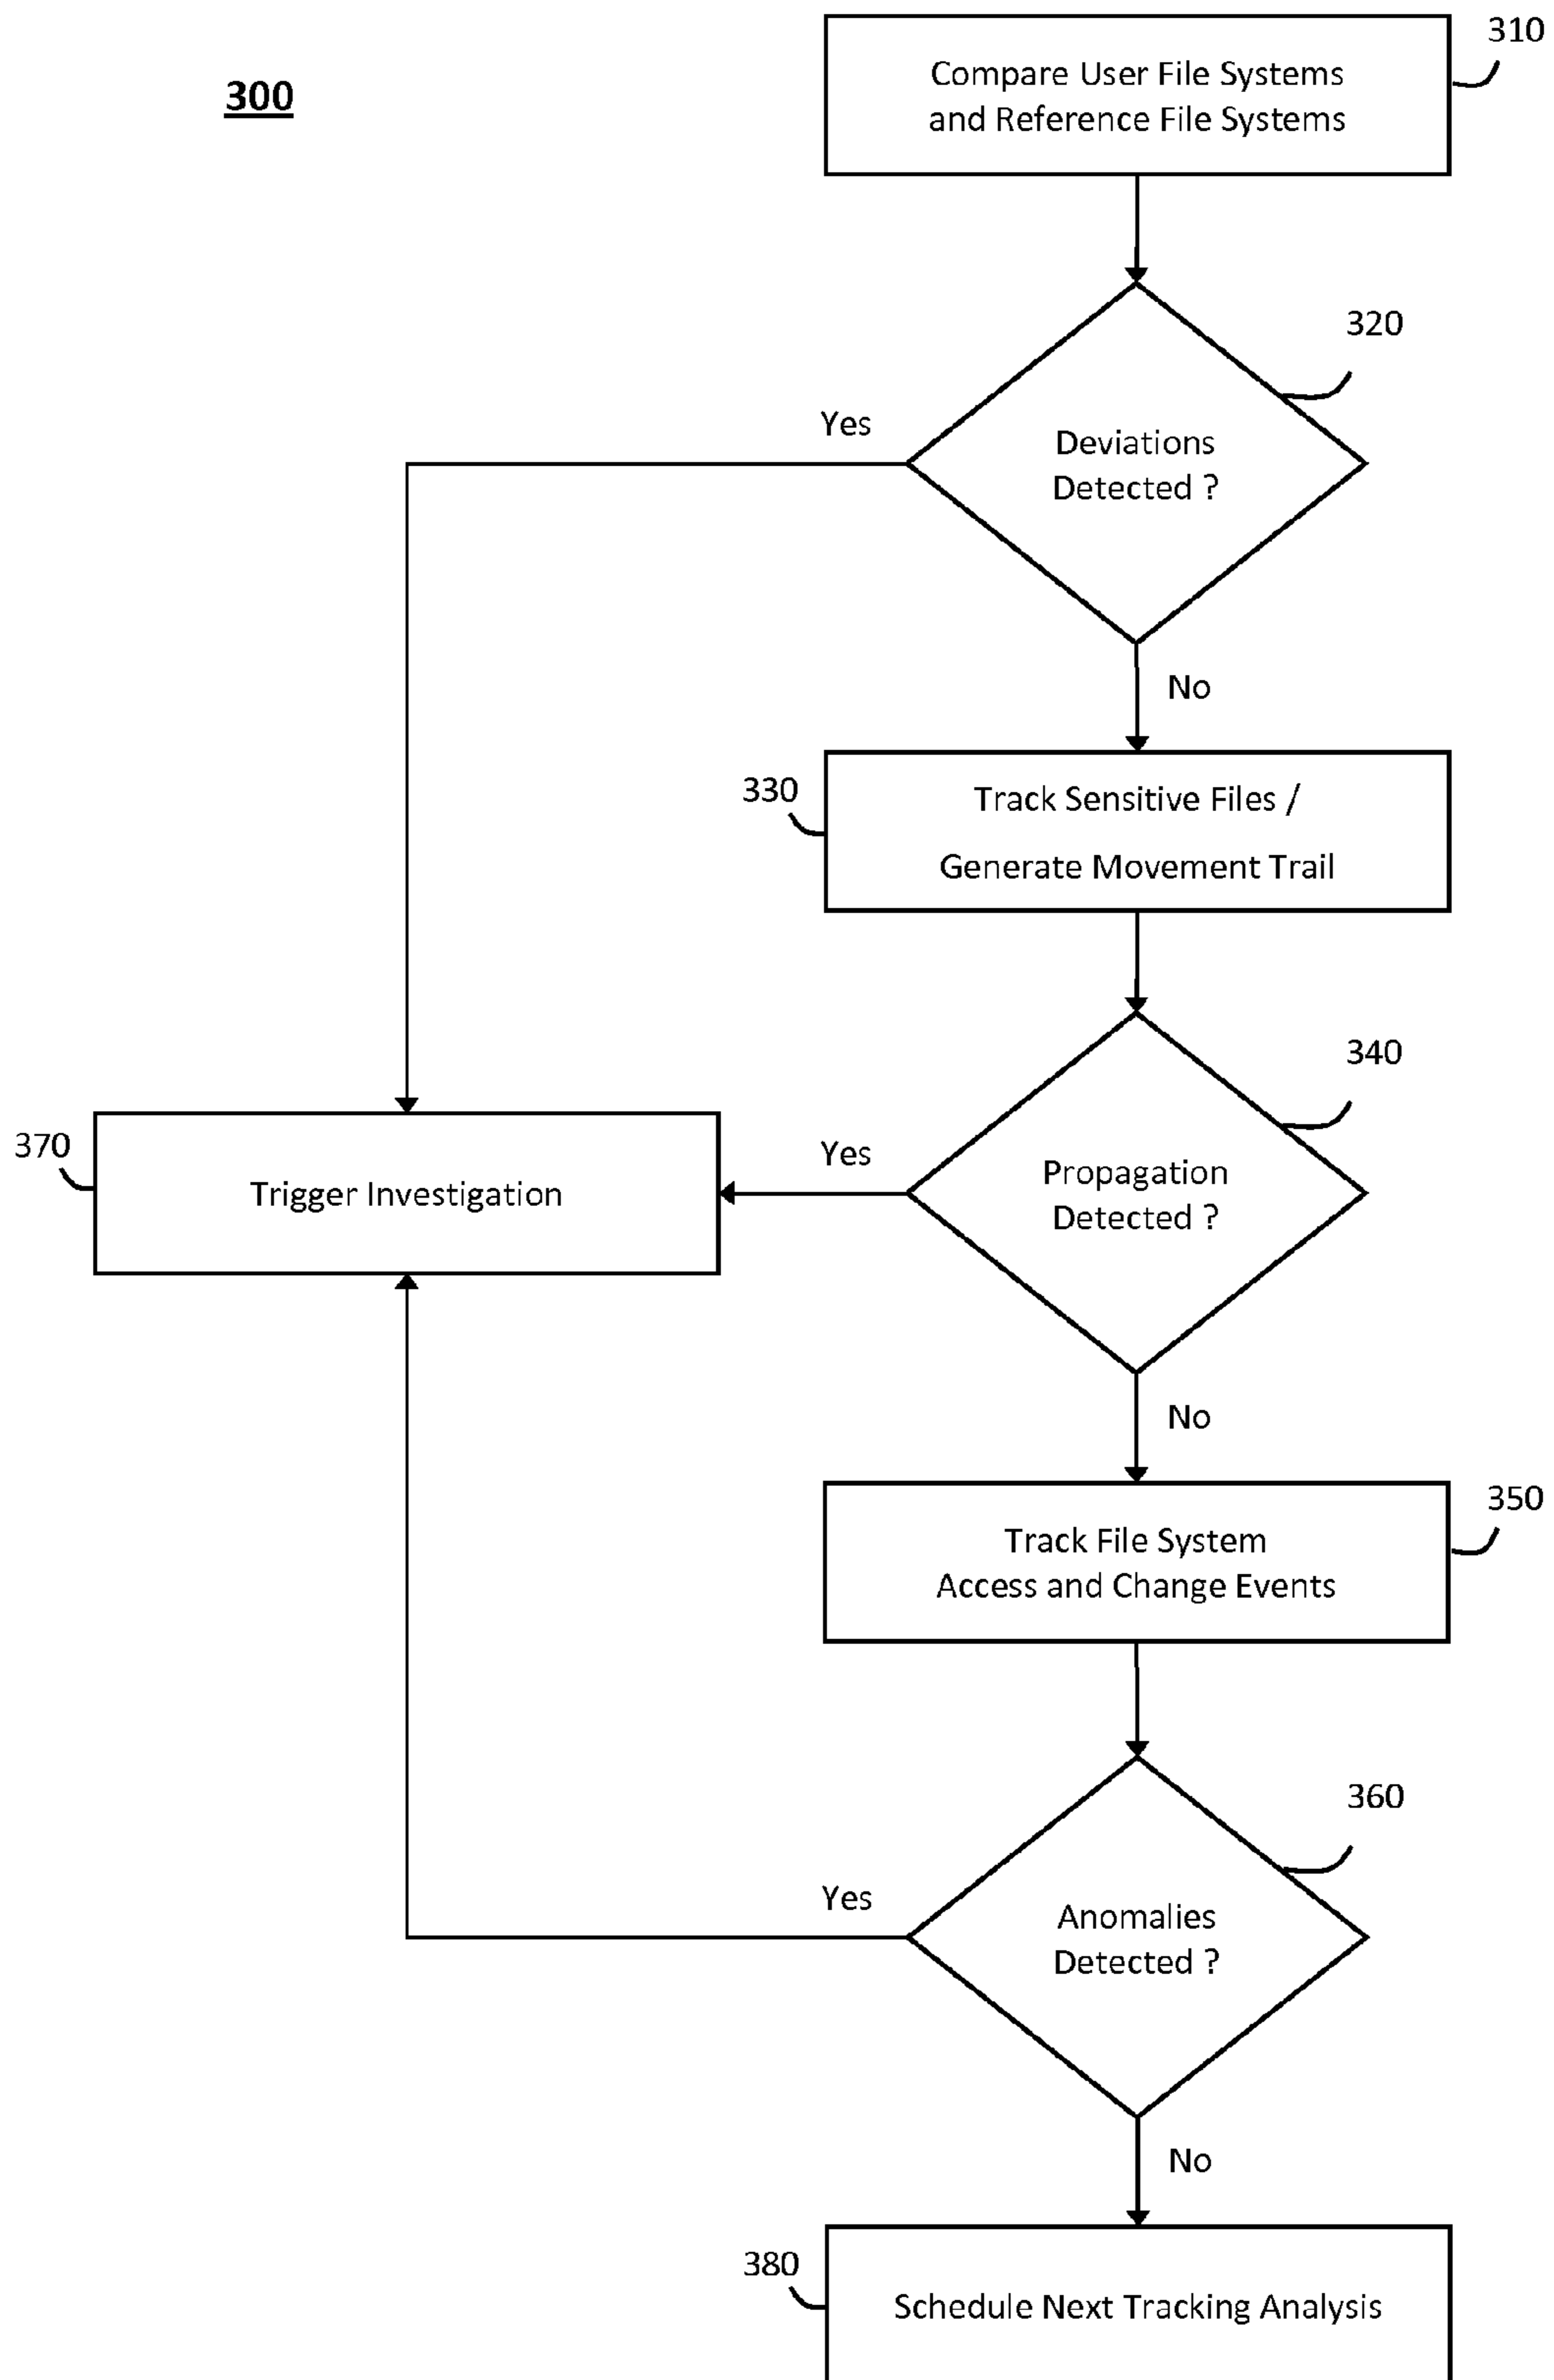 300
310
Compare User File Systems
and Reference File Systems
320
Yes
Deviations
Detected ?
No
330
Track Sensitive Files /
Generate Movement Trail
340
370
Trigger Investigation
Yes
Propagation
Detected ?
No
350
Track File System
Access and Change Events
360
Yes
Anomalies
Detected ?
No
380
Schedule Next Tracking Analysis